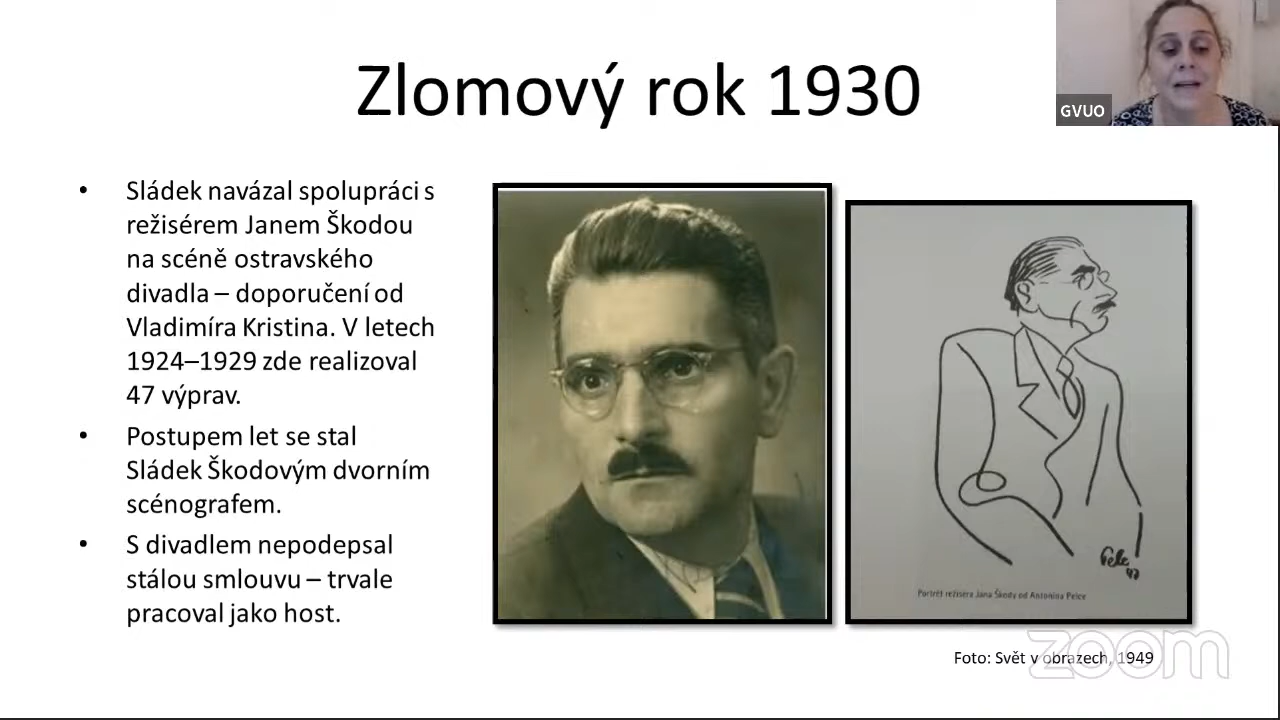 Zlomový rok 1930
GVUO
• Sládek navázal spolupráci s
režisérem Janem Škodou
na scéně ostravského
divadla – doporučení od
Vladimíra Kristina. V letech
1924–1929 zde realizoval
47 výprav.
• Postupem let se stal
Sládek Škodovým dvorním
scénografem.
• S divadlem nepodepsal
stálou smlouvu – trvale
pracoval jako host.
Pelc
47
Portrét režiséra Jana Škody od Antonína Pelce
Foto: Svět v obrazech, 1949
zoom